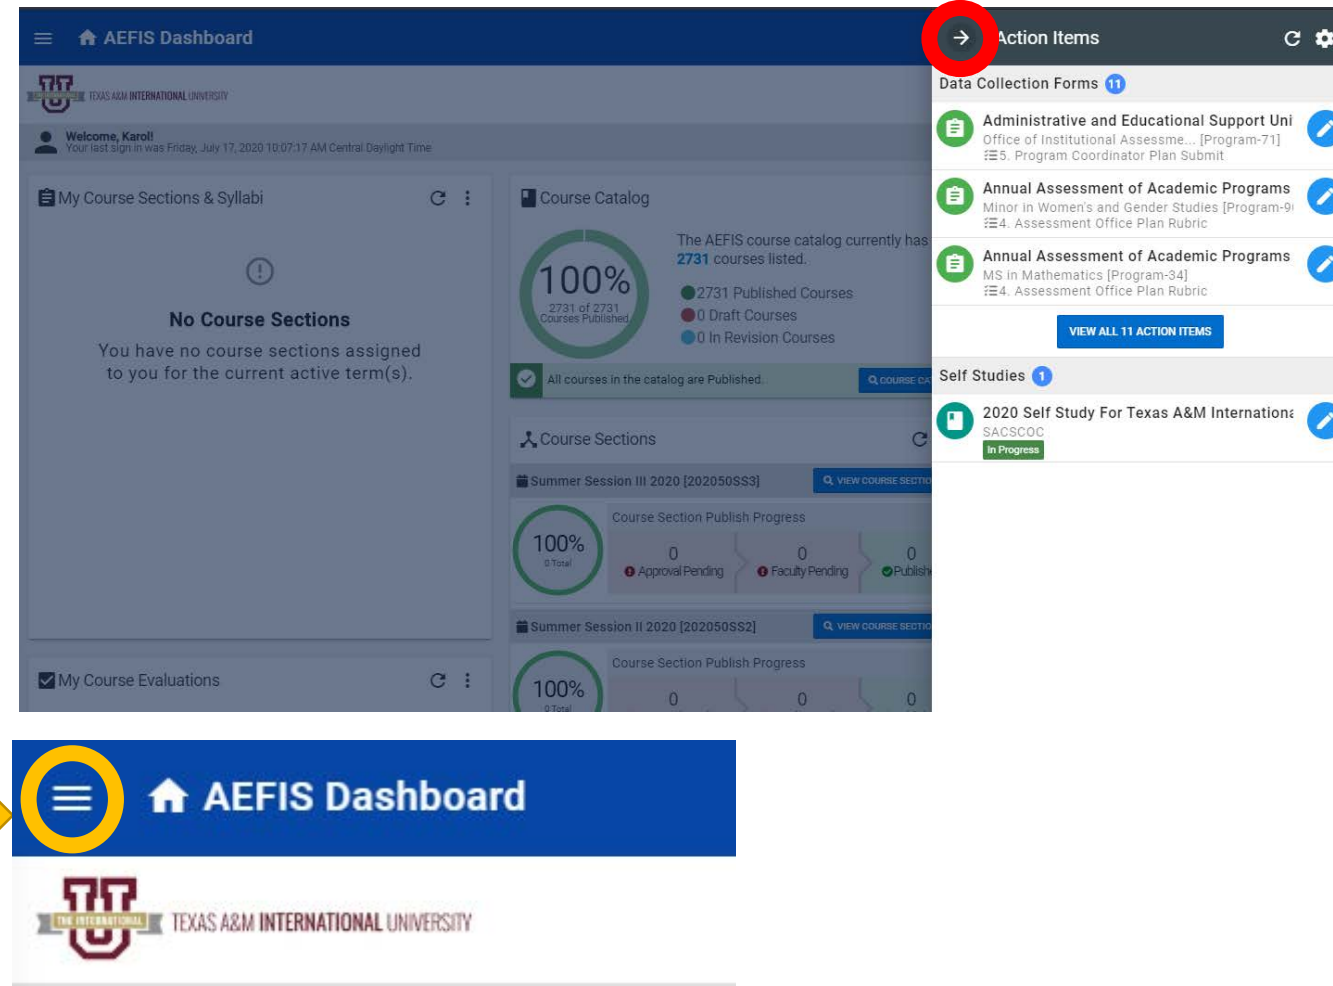 AEFIS Dashboard
TEXAS A&M INTERNATIONAL UNIVERSITY
Welcome, Karol!
Your last sign in was Friday, July 17, 2020 10:07:17 AM Central Daylight Time
My Course Sections & Syllabi
No Course Sections
You have no course sections assigned
to you for the current active term(s).
My Course Evaluations
Course Catalog
100%
2731 of 2731
Courses Published
The AEFIS course catalog currently has
2731 courses listed.
2731 Published Courses
0 Draft Courses
0 In Revision Courses
All courses in the catalog are Published.
COURSE CA
Course Sections
Summer Session III 2020 [202050SS3]
VIEW COURSE SECTIO
Course Section Publish Progress
100%
0 Total
0
Approval Pending
0
Faculty Pending
0
Publish
Summer Session II 2020 [202050SS2]
VIEW COURSE SECTIO
Course Section Publish Progress
100%
0 Total
0
0
0
Action Items
Data Collection Forms 11
Administrative and Educational Support Uni
Office of Institutional Assessme... [Program-71]
5. Program Coordinator Plan Submit
Annual Assessment of Academic Programs
Minor in Women's and Gender Studies [Program-9
4. Assessment Office Plan Rubric
Annual Assessment of Academic Programs
MS in Mathematics [Program-34]
4. Assessment Office Plan Rubric
VIEW ALL 11 ACTION ITEMS
Self Studies 1
2020 Self Study For Texas A&M Internationa
SACSCOC
In Progress
AEFIS Dashboard
THE INTERNATIONAL
TEXAS A&M INTERNATIONAL UNIVERSITY